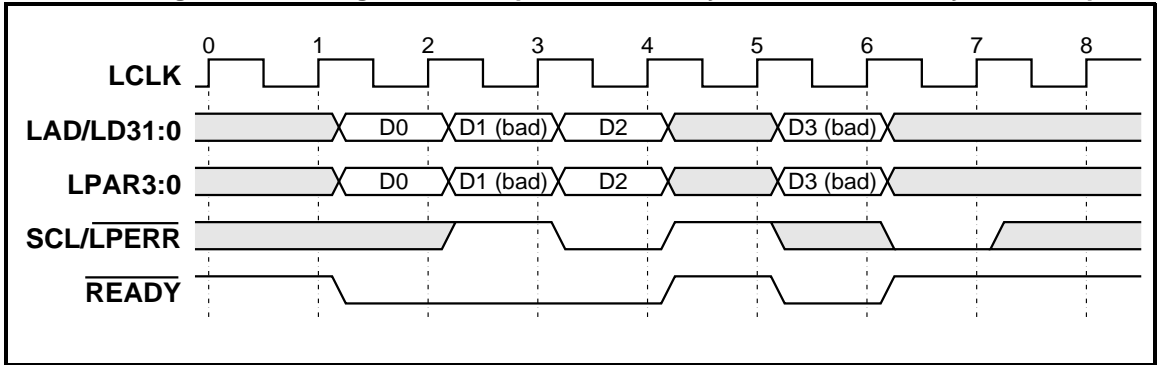 0 1 2 3 4 5 6 7 8
LCLK
LAD/LD31:0 D0 D1 (bad) D2 D3 (bad)
LPAR3:0 D0 D1 (bad) D2 D3 (bad)
SCL/LPERR
READY